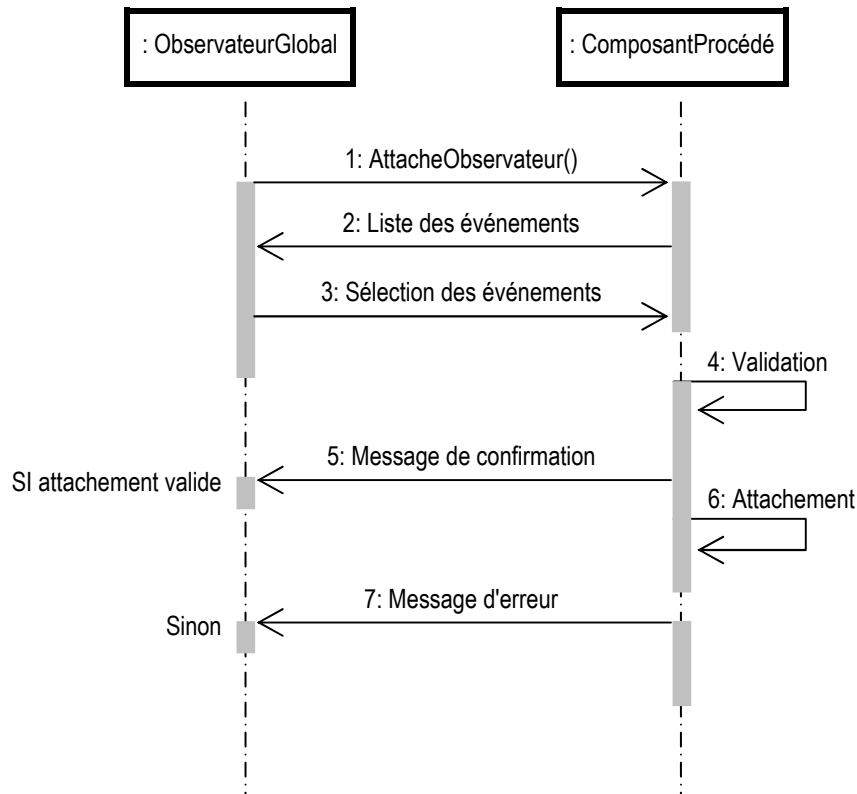 : ObservateurGlobal
: ComposantProcédé
1: AttacheObservateur()
2: Liste des événements
3: Sélection des événements
4: Validation
5: Message de confirmation
SI attachement valide
6: Attachement
7: Message d'erreur
Sinon